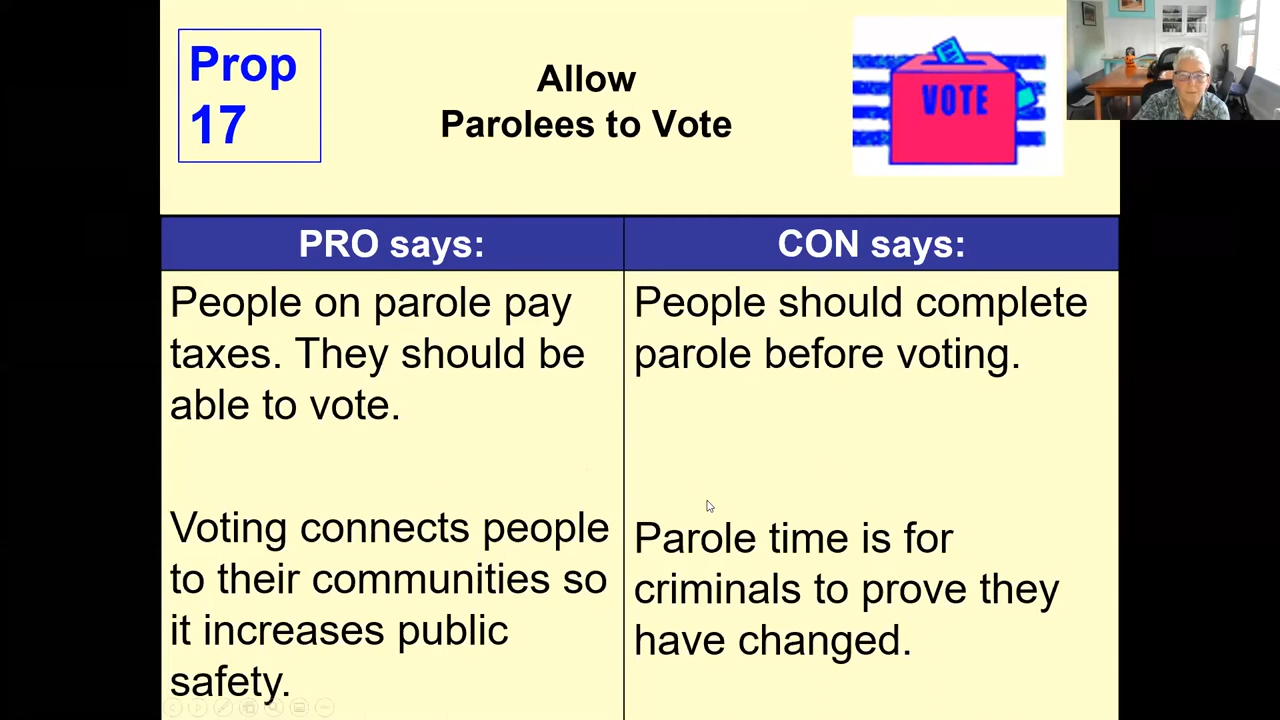 Prop
17
Allow
Parolees to Vote
VOTE
PRO says:
CON says:
People on parole pay
taxes. They should be
able to vote.
Voting connects people
to their communities so
it increases public
safety.
People should complete
parole before voting.
Parole time is for
criminals to prove they
have changed.